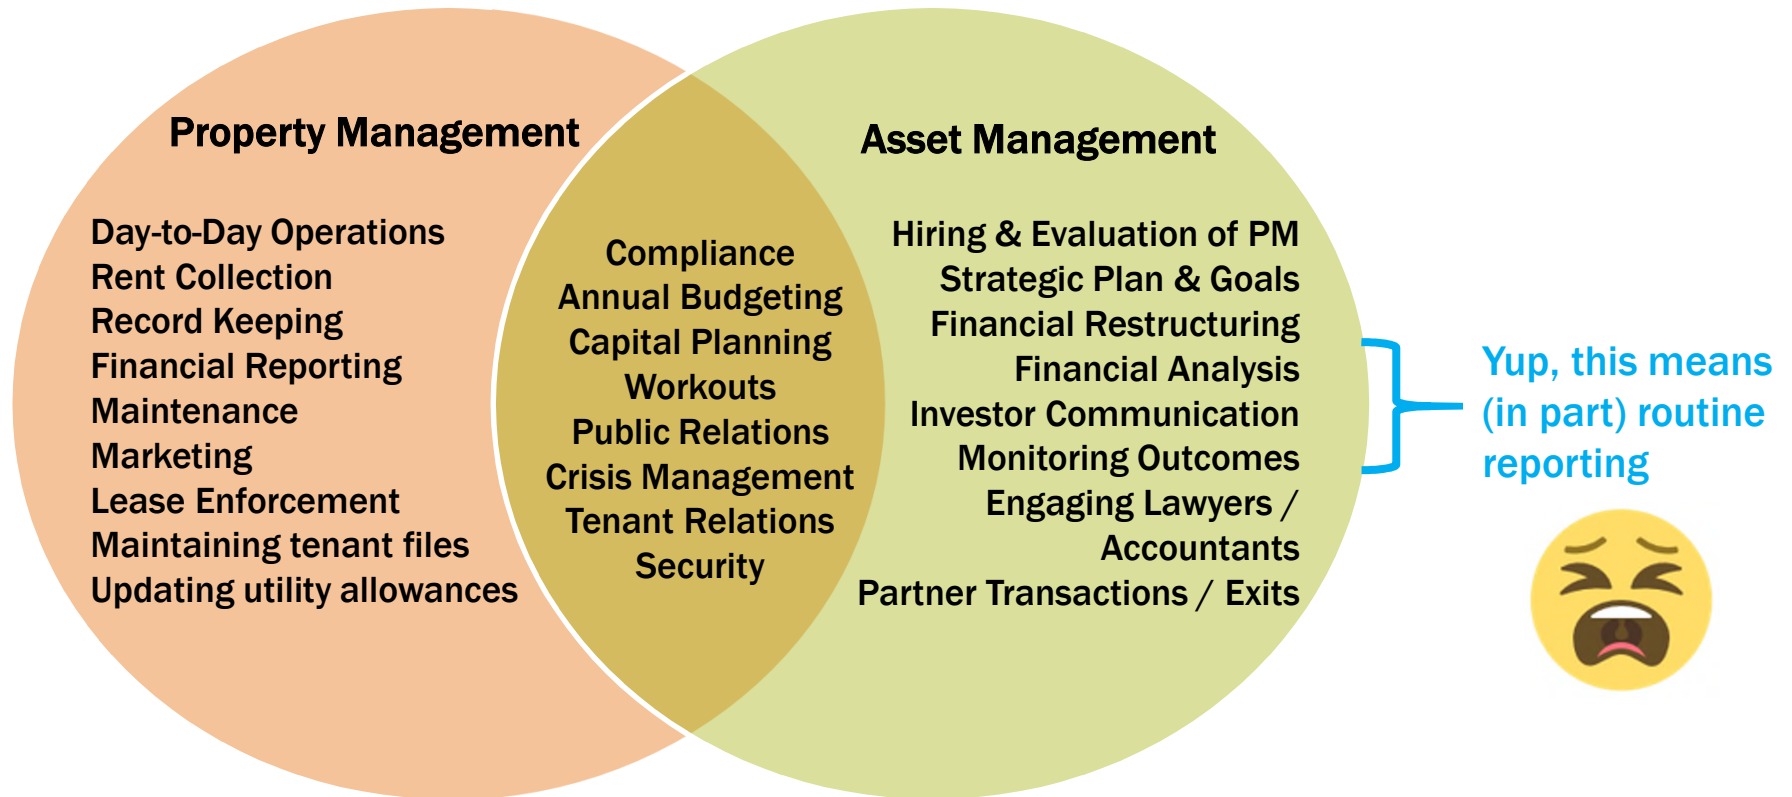 Property Management
Day-to-Day Operations
Rent Collection
Record Keeping
Financial Reporting
Maintenance
Marketing
Lease Enforcement
Maintaining tenant files
Updating utility allowances
Compliance
Annual Budgeting
Capital Planning
Workouts
Public Relations
Crisis Management
Tenant Relations
Security
Asset Management
Hiring & Evaluation of PM
Strategic Plan & Goals
Financial Restructuring
Financial Analysis
Investor Communication
Monitoring Outcomes
Engaging Lawyers /
Accountants
Partner Transactions / Exits
Yup, this means
(in part) routine
reporting